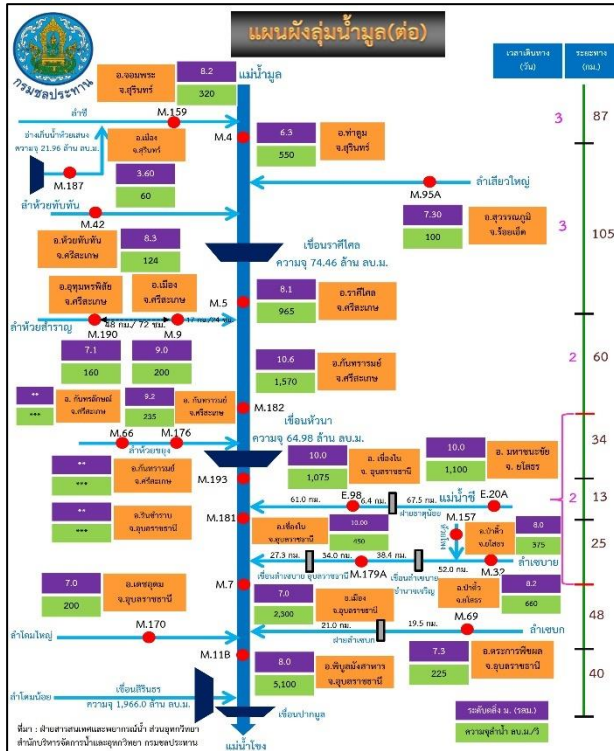 แผนผังลุ่มน้ำมูล(ต่อ)
กรมชลประทาน
เวลาเดินทาง
(วัน)
ระยะทาง
(กม.)
แม่น้ำมูล
อ.จอมพระ
จ.สุรินทร์
8.2
320
ลำชี
M.159
M.4
6.3
550
อ.ท่าตูม
จ.สุรินทร์
3
87
อ่างเก็บน้ำห้วยเสนง
ความจุ 21.96 ล้าน ลบ.ม.
อ.เมือง
จ.สุรินทร์
3.60
60
M.187
M.95A
ลำเสียวใหญ่
7.30
100
อ.สุวรรณภูมิ
จ.ร้อยเอ็ด
3
105
ลำห้วยทับทัน
M.42
อ.ห้วยทับทัน
จ.ศรีสะเกษ
8.3
124
เขื่อนราศีไศล
ความจุ 74.46 ล้าน ลบ.ม.
อ.อุทุมพรพิสัย
จ.ศรีสะเกษ
อ.เมือง
จ.ศรีสะเกษ
M.5
8.1
965
อ.ราศีไศล
จ.ศรีสะเกษ
ลำห้วยสำราญ
48 กม./ 72 ชม.
M.190
M.9
7.1
160
9.0
200
10.6
1,570
อ.กันทรารมย์
จ.ศรีสะเกษ
2
60
**
***
อ. กันทรลักษณ์
จ.ศรีสะเกษ
9.2
235
อ. กันทรารมย์
จ.ศรีสะเกษ
M.182
M.66
M.176
ลำห้วยขยุง
เขื่อนหัวนา
ความจุ 64.98 ล้าน ลบ.ม.
34
**
***
อ.กันทรารมย์
จ.ศรีสะเกษ
M.193
10.0
1,075
อ. เขื่องใน
จ. อุบลราชธานี
10.0
1,100
อ. มหาชนะชัย
จ. ยโสธร
แม่น้ำชี
61.0 กม.
E.98
6.4 กม.
67.5 กม.
E.20A
ฝายธาตุน้อย
2
13
**
***
อ.วารินชำราบ
จ.อุบลราชธานี
M.181
อ.เขื่องใน
จ.อุบลราชธานี
10.00
450
M.157
8.0
375
อ.ป่าติ้ว
จ.ยโสธร
25
27.3 กม.
34.0 กม.
38.4 กม.
52.0 กม.
M.179A
M.32
ลำเซบาย
เขื่อนลำเซบาย อุบลราชธานี
เขื่อนลำเซบาย
อำนาจเจริญ
7.0
200
อ.เดชอุดม
จ.อุบลราชธานี
M.7
7.0
2,300
อ.เมือง
จ.อุบลราชธานี
อ.ป่าติ้ว
จ.ยโสธร
8.2
660
48
ลำโดมใหญ่
M.170
21.0 กม.
19.5 กม.
M.69
ลำเซบก
ฝายลำเซบก
M.11B
8.0
5,100
อ.พิบูลมังสาหาร
จ.อุบลราชธานี
7.3
225
อ.ตระการพืชผล
จ.อุบลราชธานี
40
ลำโดมน้อย
เขื่อนสิรินธร
ความจุ 1,966.0 ล้าน ลบ.ม.
เขื่อนปากมูล
แม่น้ำโขง
ระดับตลิ่ง ม. (รสม.)
ความจุลำน้ำ ลบ.ม./วิ
ที่มา : ฝ่ายสารสนเทศและพยากรณ์น้ำ ส่วนอุทกวิทยา
สำนักบริหารจัดการน้ำและอุทกวิทยา กรมชลประทาน